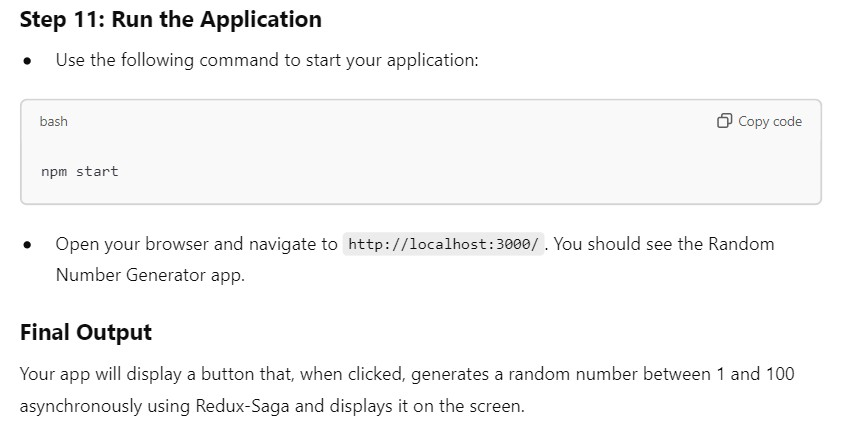 Step 11: Run the Application
● Use the following command to start your application:
bash
Copy code
npm start
● Open your browser and navigate to http://localhost:3000/. You should see the Random
Number Generator app.
Final Output
Your app will display a button that, when clicked, generates a random number between 1 and 100
asynchronously using Redux-Saga and displays it on the screen.